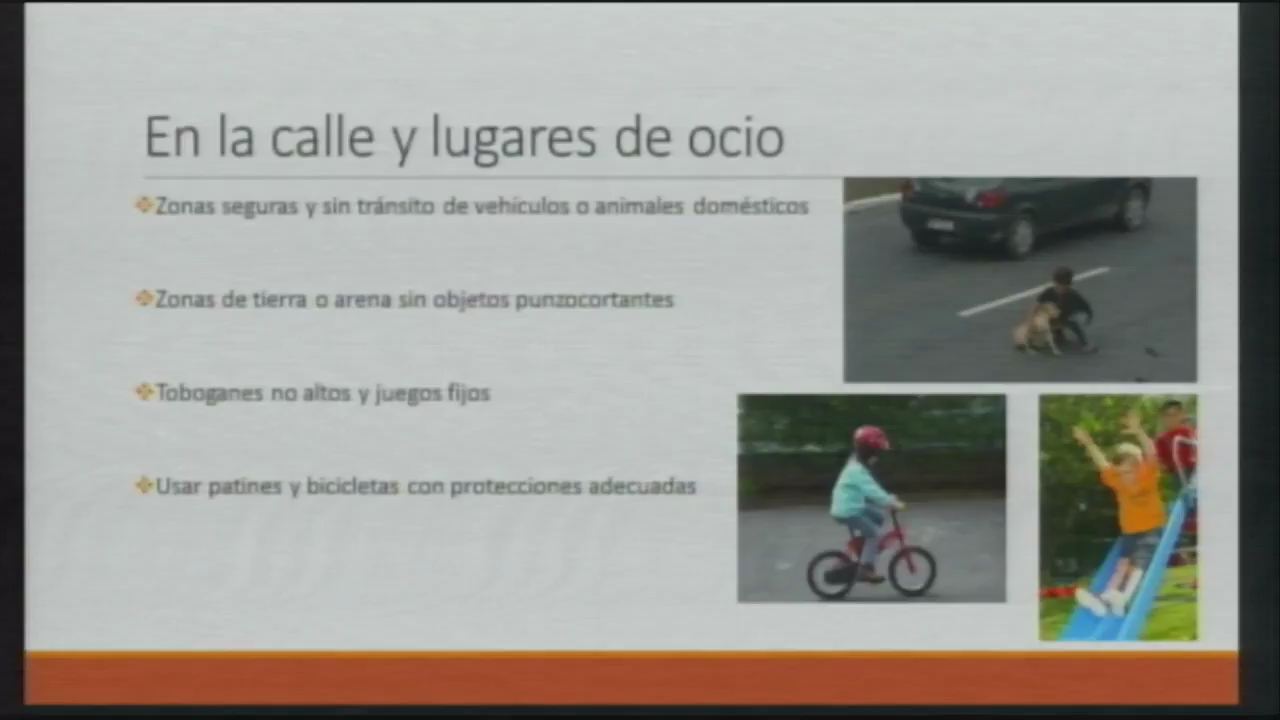 En la calle y lugares de ocio
Zonas seguras y sin tránsito de vehículos o animales domésticos
Zonas de tierra o arena sin objetos punzocortantes
Toboganes no altos y juegos fijos
Usar patines y bicicletas con protecciones adecuadas